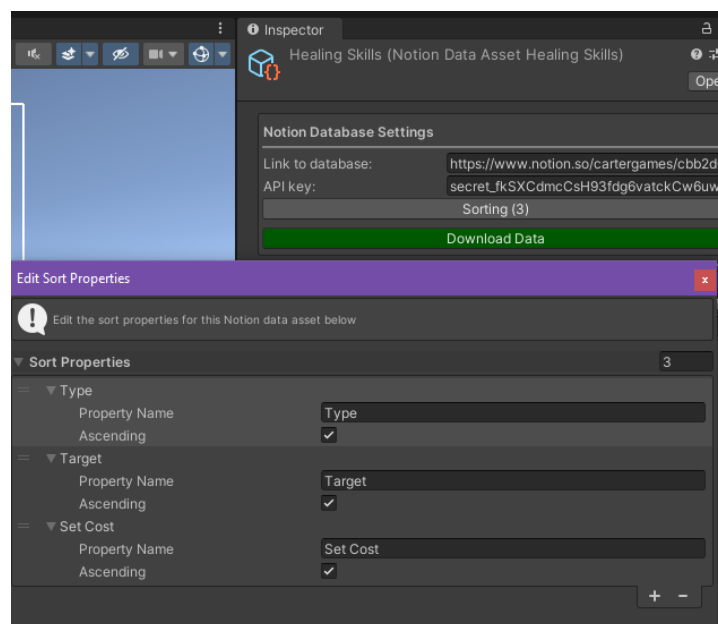 Inspector
Healing Skills (Notion Data Asset Healing Skills)
Ope
Notion Database Settings
Link to database: https://www.notion.so/cartergames/cbb2d
API key: secret_fkSXCdmcCsH93fdg6vatckCw6uw
Sorting (3)
Download Data
Edit Sort Properties
x
Edit the sort properties for this Notion data asset below
Sort Properties 3
Type
Property Name Type
Ascending
Target
Property Name Target
Ascending
Set Cost
Property Name Set Cost
Ascending
+ -